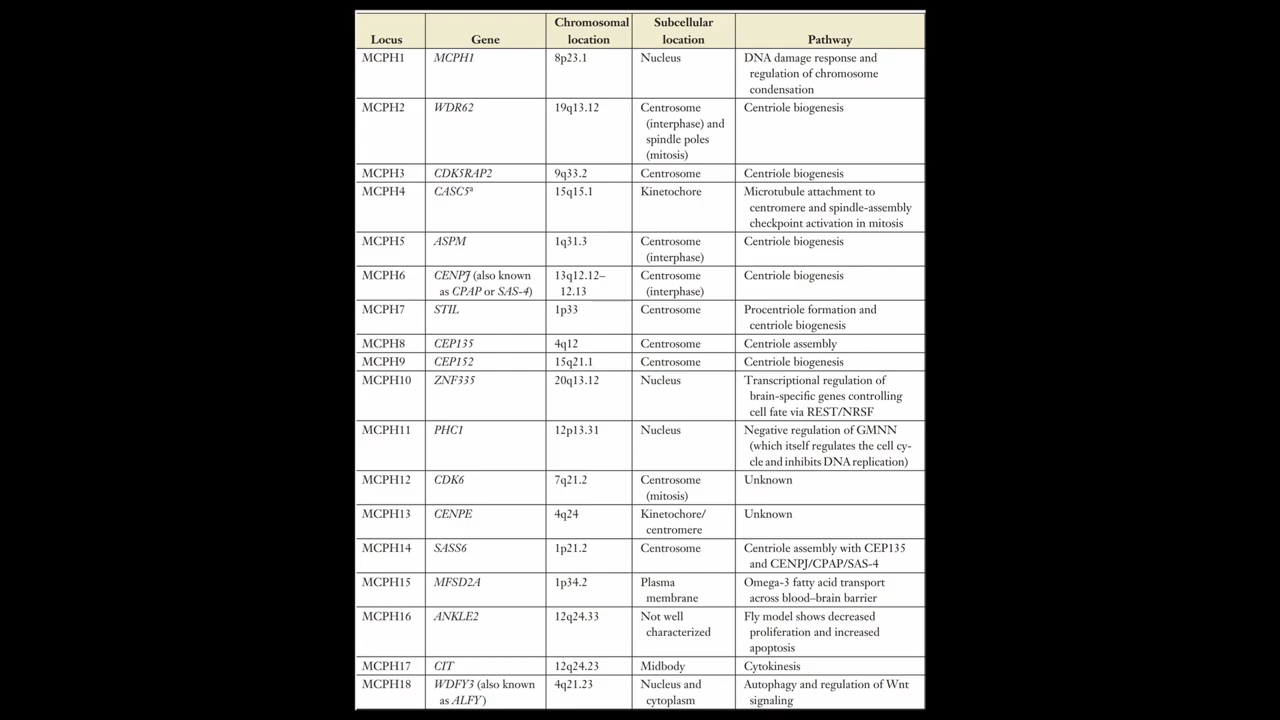 Locus Gene Chromosomal location Subcellular location Pathway
MCPH1 MCPH1 8p23.1 Nucleus DNA damage response and
regulation of chromosome
condensation
MCPH2 WDR62 19q13.12 Centrosome Centriole biogenesis
(interphase) and
spindle poles
(mitosis)
MCPH3 CDK5RAP2 9q33.2 Centrosome Centriole biogenesis
MCPH4 CASC5ᵃ 15q15.1 Kinetochore Microtubule attachment to
centromere and spindle-assembly
checkpoint activation in mitosis
MCPH5 ASPM 1q31.3 Centrosome Centriole biogenesis
(interphase)
MCPH6 CENPJ (also known 13q12.12– Centrosome Centriole biogenesis
as CPAP or SAS-4) 12.13 (interphase)
MCPH7 STIL 1p33 Centrosome Procentriole formation and
centriole biogenesis
MCPH8 CEP135 4q12 Centrosome Centriole assembly
MCPH9 CEP152 15q21.1 Centrosome Centriole biogenesis
MCPH10 ZNF335 20q13.12 Nucleus Transcriptional regulation of
brain-specific genes controlling
cell fate via REST/NRSF
MCPH11 PHC1 12p13.31 Nucleus Negative regulation of GMNN
(which itself regulates the cell cy-
cle and inhibits DNA replication)
MCPH12 CDK6 7q21.2 Centrosome Unknown
(mitosis)
MCPH13 CENPE 4q24 Kinetochore/ Unknown
centromere
MCPH14 SASS6 1p21.2 Centrosome Centriole assembly with CEP135
and CENPJ/CPAP/SAS-4
MCPH15 MFSD2A 1p34.2 Plasma Omega-3 fatty acid transport
membrane across blood–brain barrier
MCPH16 ANKLE2 12q24.33 Not well Fly model shows decreased
characterized proliferation and increased
apoptosis
MCPH17 CIT 12q24.23 Midbody Cytokinesis
MCPH18 WDFY3 (also known 4q21.23 Nucleus and Autophagy and regulation of Wnt
as ALFY) cytoplasm signaling